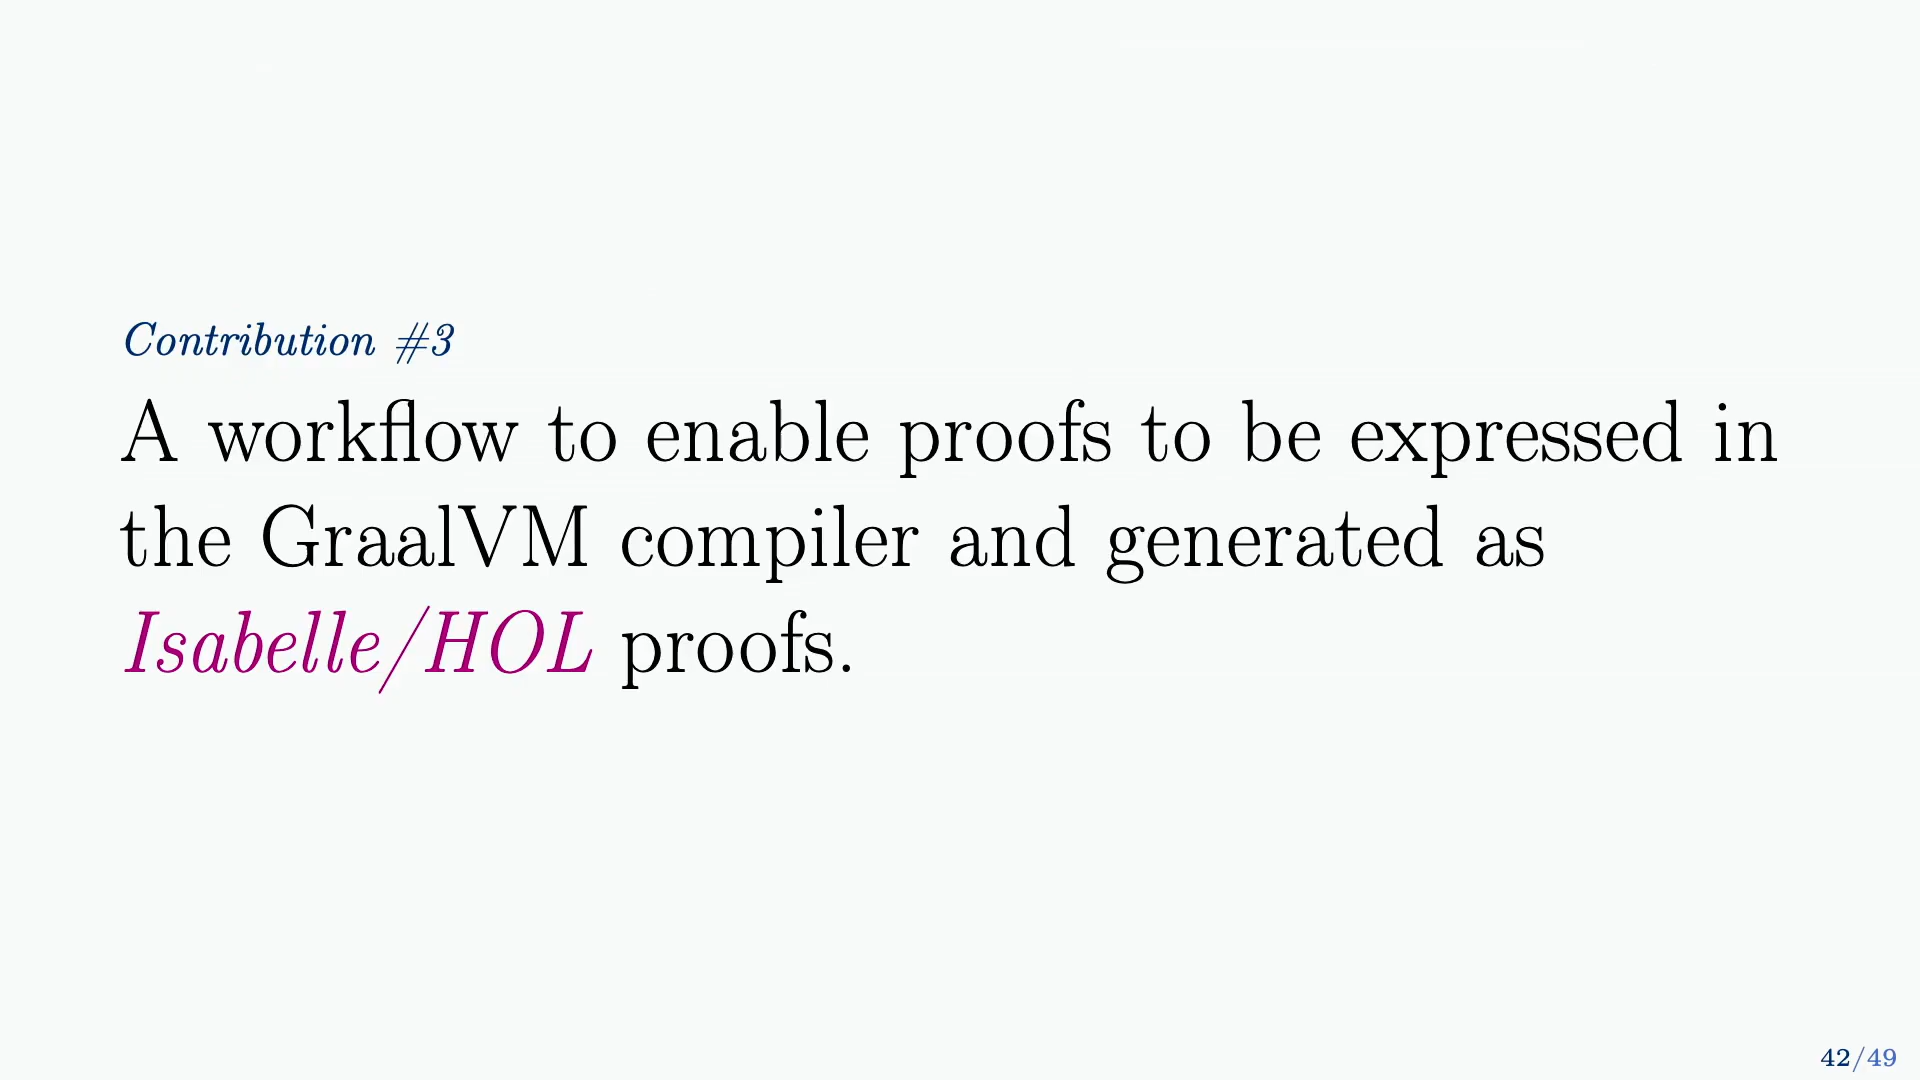 Contribution #3
A workflow to enable proofs to be expressed in
the GraalVM compiler and generated as
Isabelle/HOL proofs.
42/49